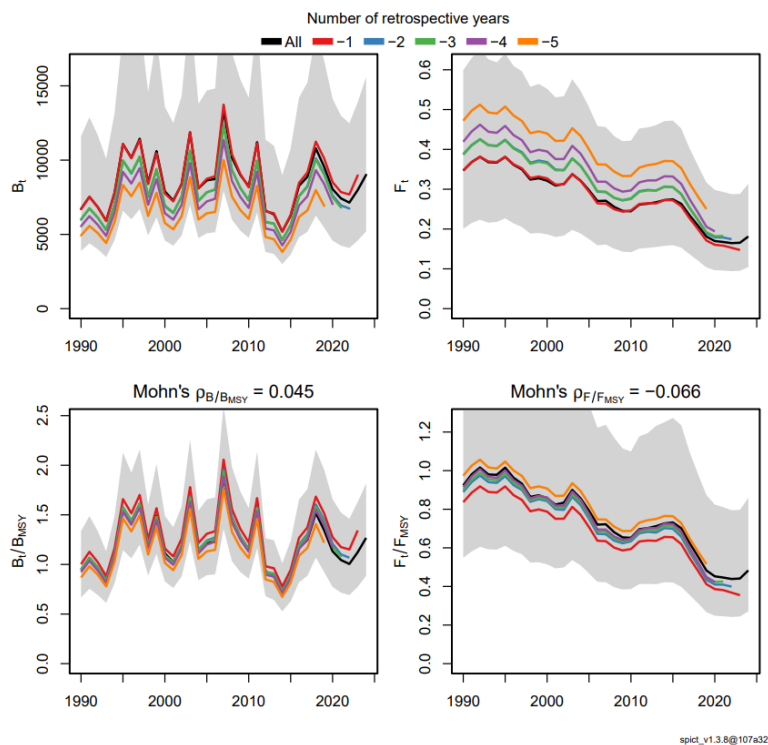 Number of retrospective years
All −1 −2 −3 −4 −5
Bt
0 5000 10000 15000
1990 2000 2010 2020
Ft
0.0 0.1 0.2 0.3 0.4 0.5 0.6
1990 2000 2010 2020
Mohn's ρB/BMSY = 0.045
Bt/BMSY
0.0 0.5 1.0 1.5 2.0 2.5
1990 2000 2010 2020
Mohn's ρF/FMSY = −0.066
Ft/FMSY
0.0 0.2 0.4 0.6 0.8 1.0 1.2
1990 2000 2010 2020
spict_v1.3.8@107a32